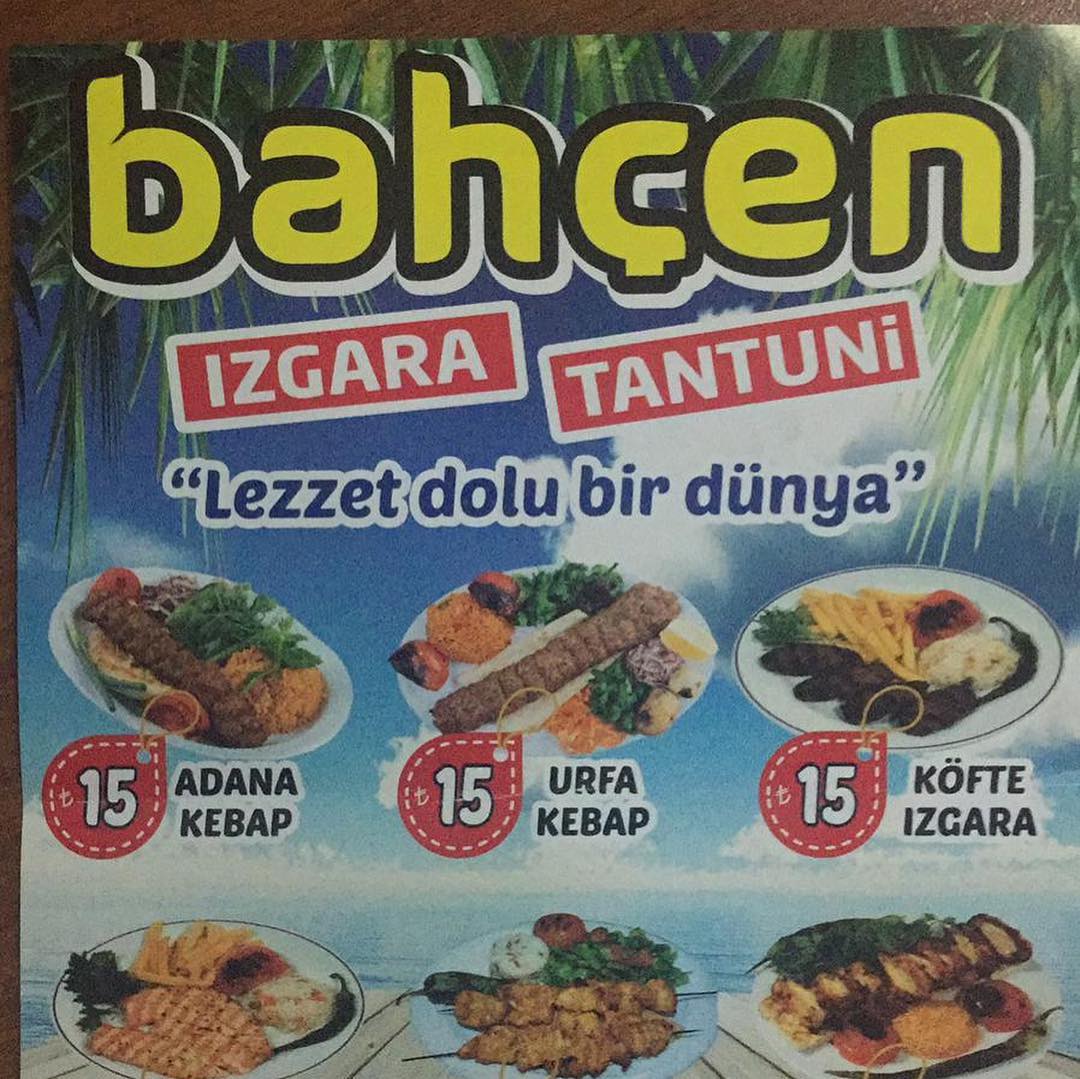 bahçen
IZGARA
TANTUNi
“Lezzet dolu bir dünya”
₺ 15 ADANA KEBAP
₺ 15 URFA KEBAP
₺ 15 KÖFTE IZGARA